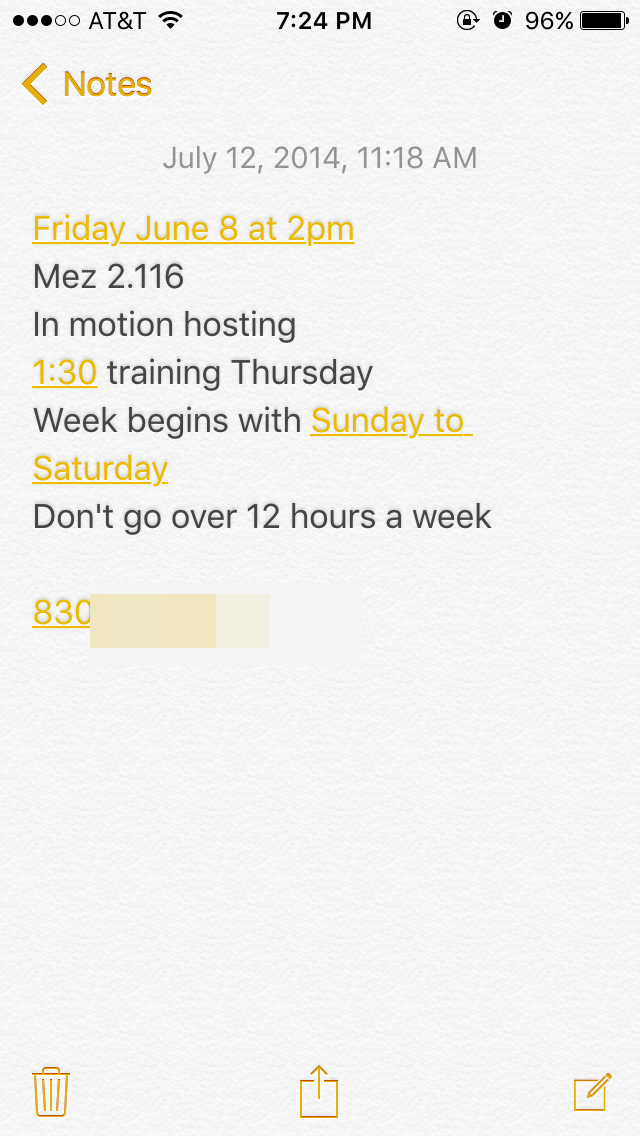 AT&T 7:24 PM 96%
Notes
July 12, 2014, 11:18 AM
Friday June 8 at 2pm
Mez 2.116
In motion hosting
1:30 training Thursday
Week begins with Sunday to
Saturday
Don't go over 12 hours a week
830